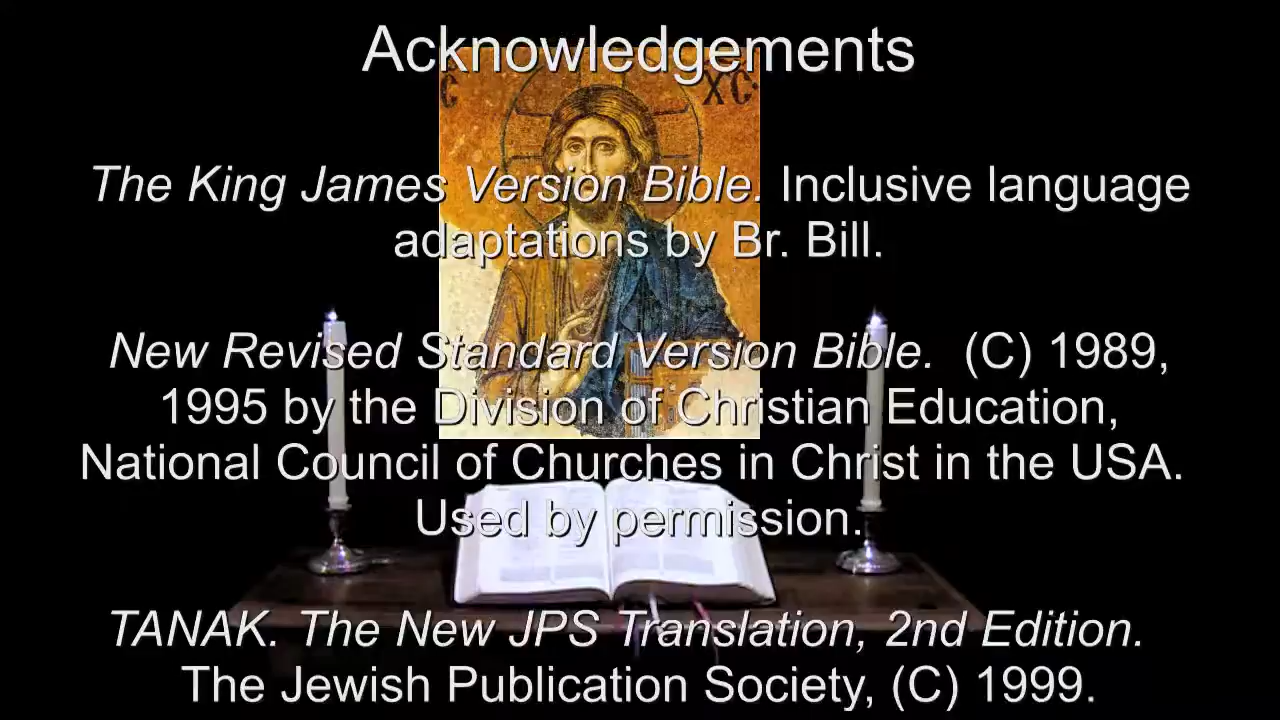 Acknowledgements
C XC
The King James Version Bible. Inclusive language
adaptations by Br. Bill.
New Revised Standard Version Bible. (C) 1989,
1995 by the Division of Christian Education,
National Council of Churches in Christ in the USA.
Used by permission.
TANAK. The New JPS Translation, 2nd Edition.
The Jewish Publication Society, (C) 1999.